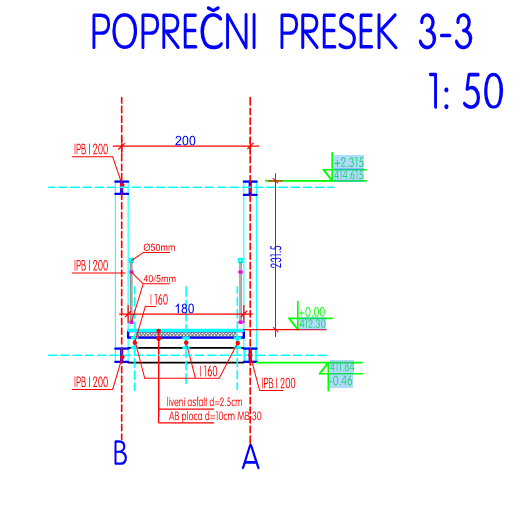 POPREČNI PRESEK 3-3
1:50
IPB I 200
200
+2.315
414.615
Ø50mm
231.5
IPB I 200
40/5mm
I 160
180
+0.00
412.30
411.84
-0.46
IPB I 200
I 160
IPB I 200
liveni asfalt d=2.5cm
AB ploca d=10cm MB 30
B
A